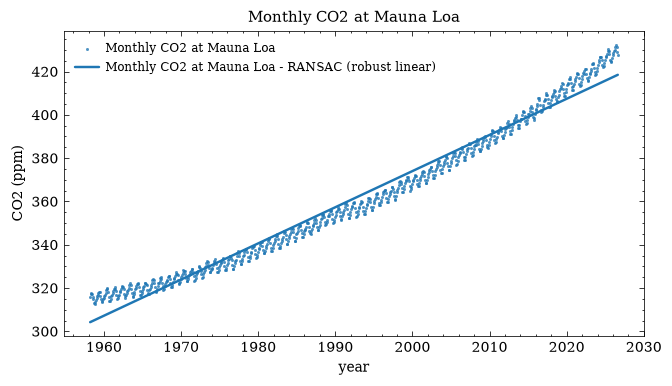 Monthly CO2 at Mauna Loa
Monthly CO2 at Mauna Loa
Monthly CO2 at Mauna Loa - RANSAC (robust linear)
CO2 (ppm)
420
400
380
360
340
320
300
1960 1970 1980 1990 2000 2010 2020 2030
year